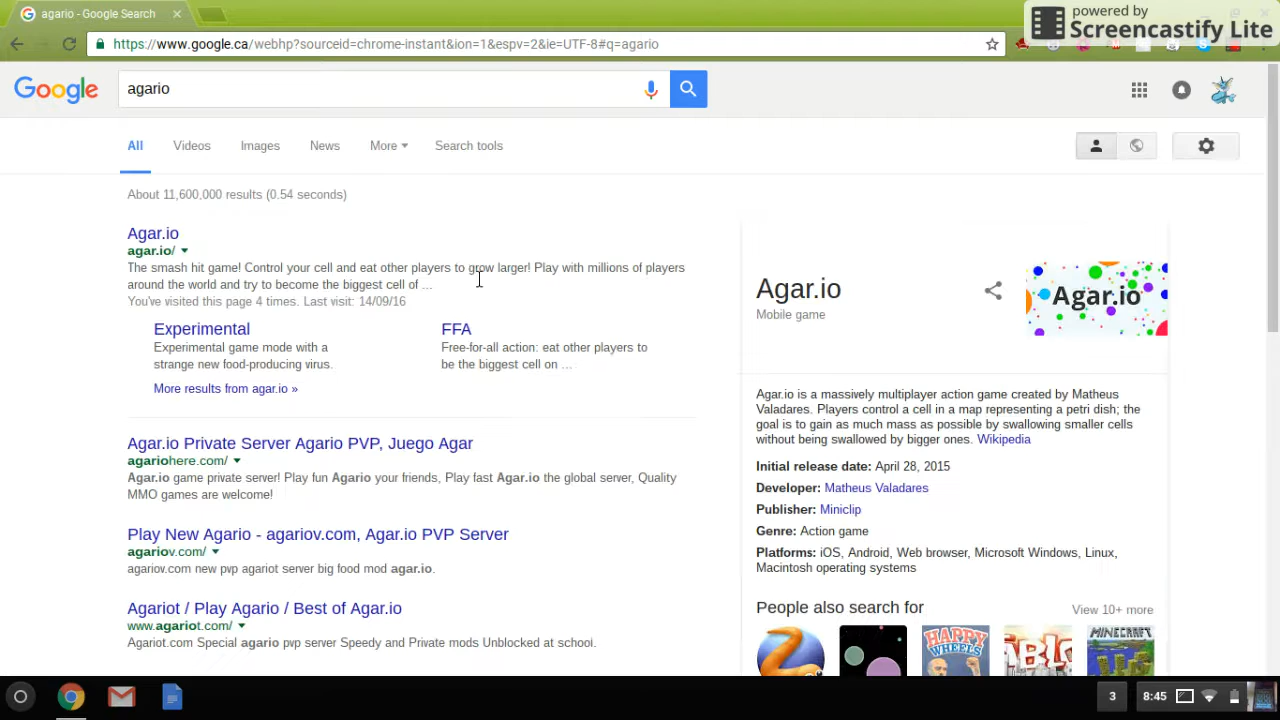 agario - Google Search
powered by
Screencastify Lite
https://www.google.ca/webhp?sourceid=chrome-instant&ion=1&espv=2&ie=UTF-8#q=agario
Google
agario
All
Videos
Images
News
More
Search tools
About 11,600,000 results (0.54 seconds)
Agar.io
agar.io/
The smash hit game! Control your cell and eat other players to grow larger! Play with millions of players
around the world and try to become the biggest cell of ...
You've visited this page 4 times. Last visit: 14/09/16
Experimental
Experimental game mode with a
strange new food-producing virus.
FFA
Free-for-all action: eat other players to
be the biggest cell on ...
More results from agar.io »
Agar.io Private Server Agario PVP, Juego Agar
agariohere.com/
Agar.io game private server! Play fun Agario your friends, Play fast Agar.io the global server, Quality
MMO games are welcome!
Play New Agario - agariov.com, Agar.io PVP Server
agariov.com/
agariov.com new pvp agariot server big food mod agar.io.
Agariot / Play Agario / Best of Agar.io
www.agariot.com/
Agariot.com Special agario pvp server Speedy and Private mods Unblocked at school.
Agar.io
Mobile game
Agar.io
Agar.io is a massively multiplayer action game created by Matheus
Valadares. Players control a cell in a map representing a petri dish; the
goal is to gain as much mass as possible by swallowing smaller cells
without being swallowed by bigger ones. Wikipedia
Initial release date: April 28, 2015
Developer: Matheus Valadares
Publisher: Miniclip
Genre: Action game
Platforms: iOS, Android, Web browser, Microsoft Windows, Linux,
Macintosh operating systems
People also search for
View 10+ more
HAPPY
WHEELS
MINECRAFT
3
8:45